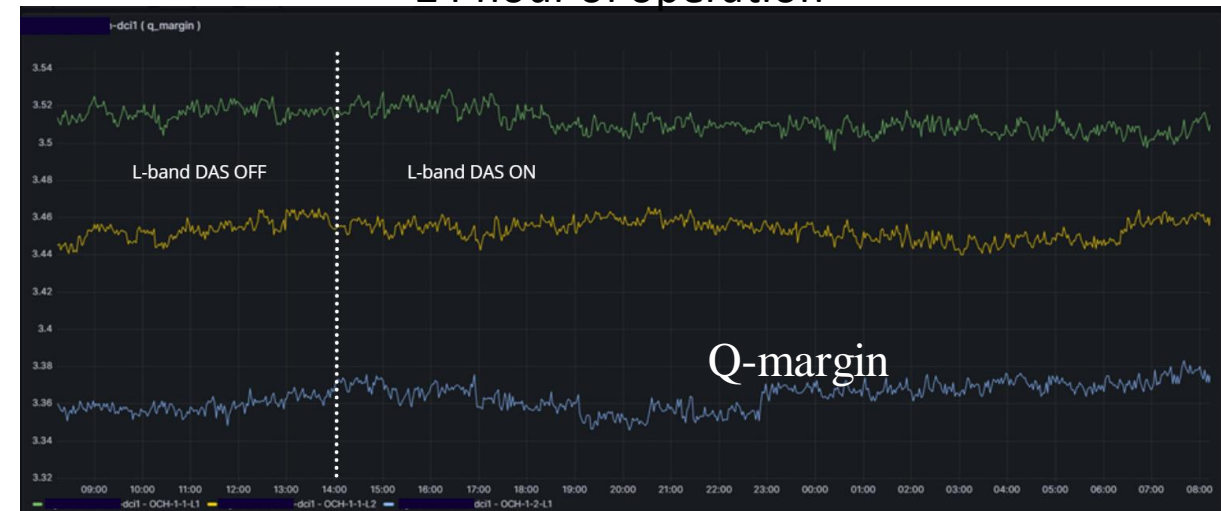 -dci1 ( q_margin )
3.54
3.52
3.5
L-band DAS OFF L-band DAS ON
3.48
3.46
3.44
3.42
3.4
Q-margin
3.38
3.36
3.34
3.32
09:00 10:00 11:00 12:00 13:00 14:00 15:00 16:00 17:00 18:00 19:00 20:00 21:00 22:00 23:00 00:00 01:00 02:00 03:00 04:00 05:00 06:00 07:00 08:00
-dci1 - OCH-1-1-L1 -dci1 - OCH-1-1-L2 dci1 - OCH-1-2-L1